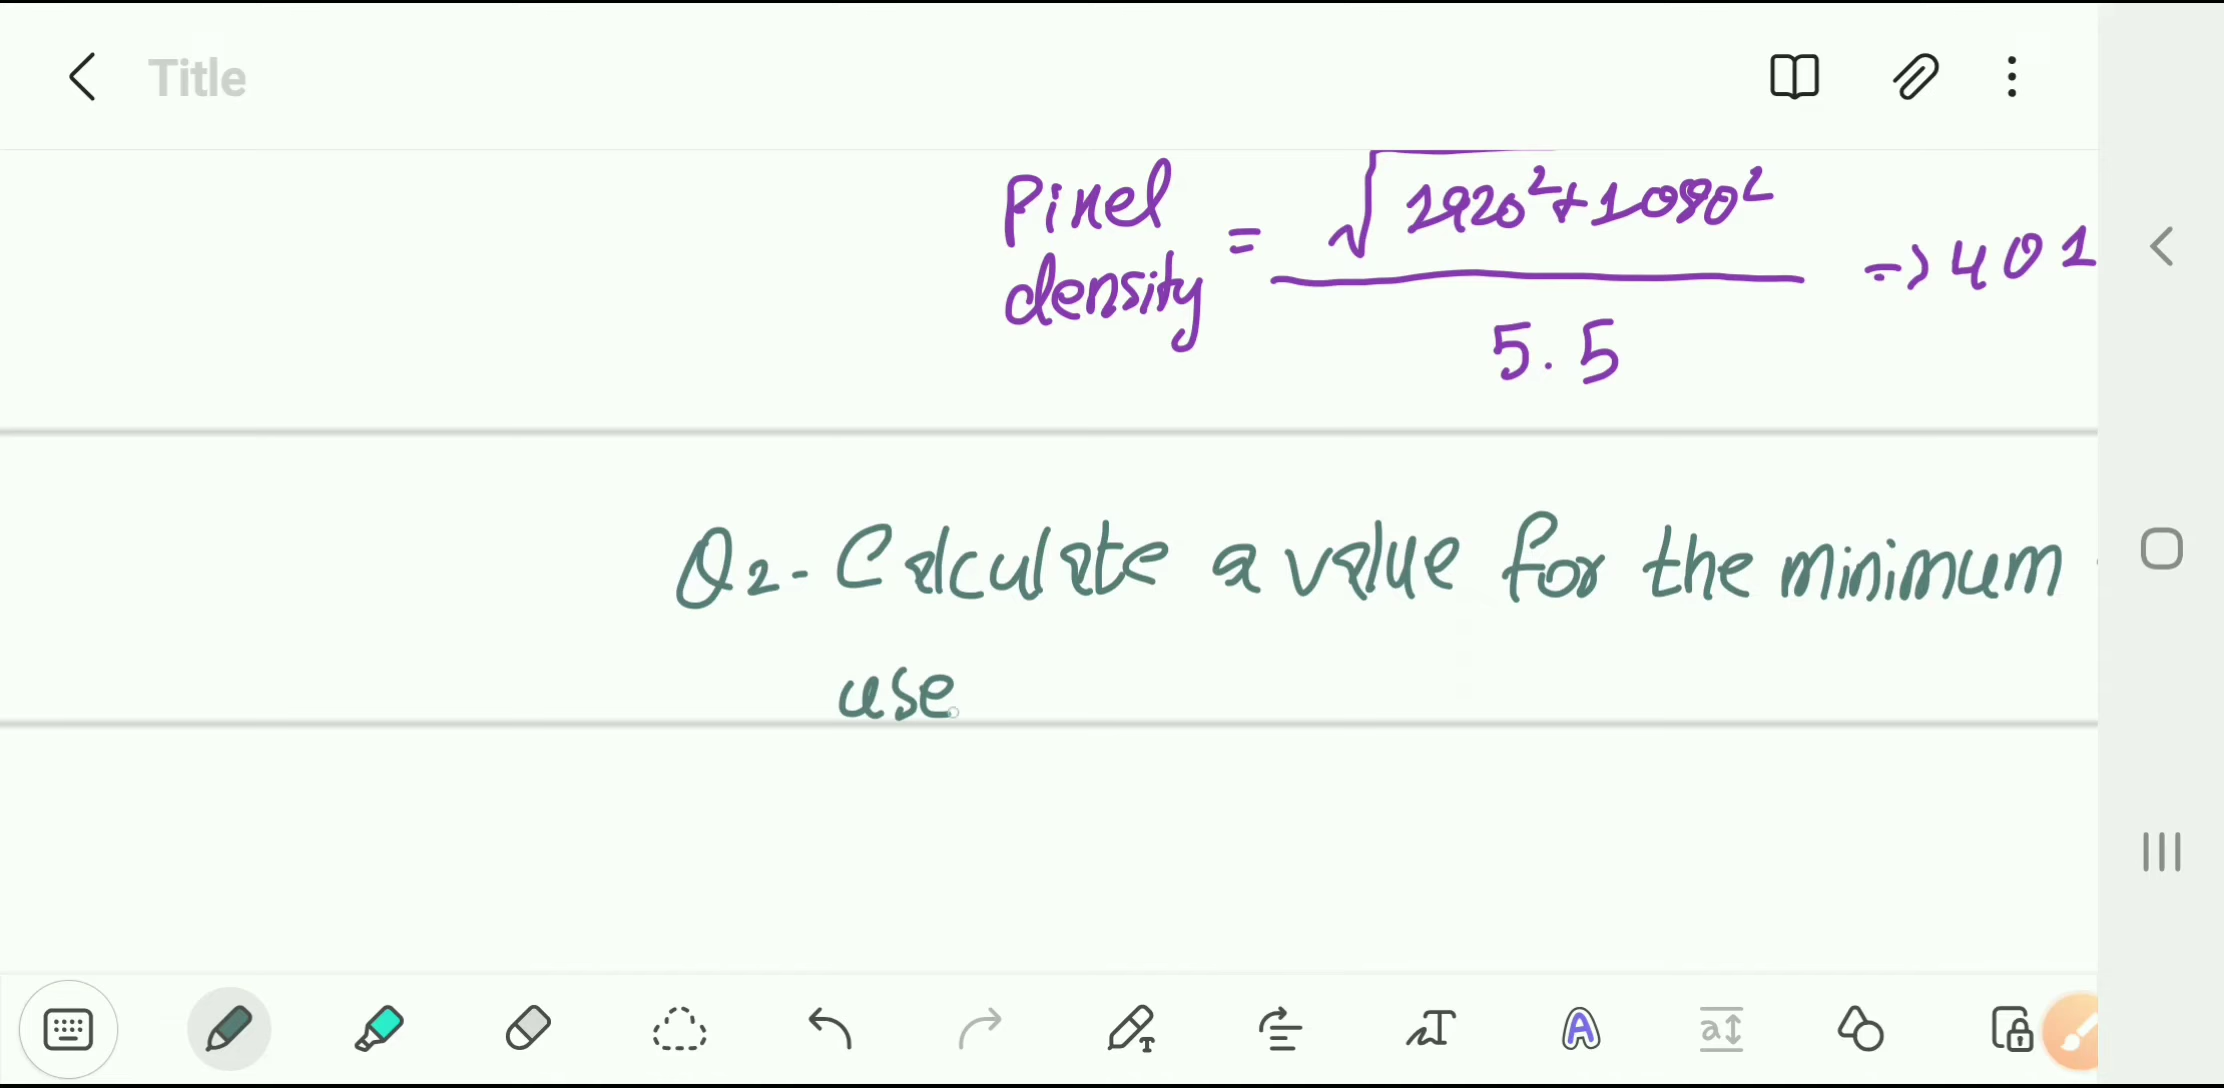 Title
Pixel density = √1920²+1080² / 5.5 => 401
Q2- Calculate a value for the minimum
use